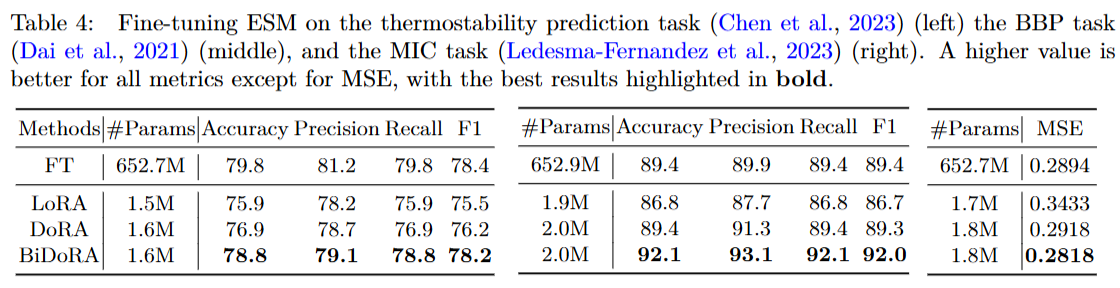 Table 4: Fine-tuning ESM on the thermostability prediction task (Chen et al., 2023) (left) the BBP task
(Dai et al., 2021) (middle), and the MIC task (Ledesma-Fernandez et al., 2023) (right). A higher value is
better for all metrics except for MSE, with the best results highlighted in bold.
Methods #Params Accuracy Precision Recall F1 #Params Accuracy Precision Recall F1 #Params MSE
FT 652.7M 79.8 81.2 79.8 78.4 652.9M 89.4 89.9 89.4 89.4 652.7M 0.2894
LoRA 1.5M 75.9 78.2 75.9 75.5 1.9M 86.8 87.7 86.8 86.7 1.7M 0.3433
DoRA 1.6M 76.9 78.7 76.9 76.2 2.0M 89.4 91.3 89.4 89.3 1.8M 0.2918
BiDoRA 1.6M 78.8 79.1 78.8 78.2 2.0M 92.1 93.1 92.1 92.0 1.8M 0.2818